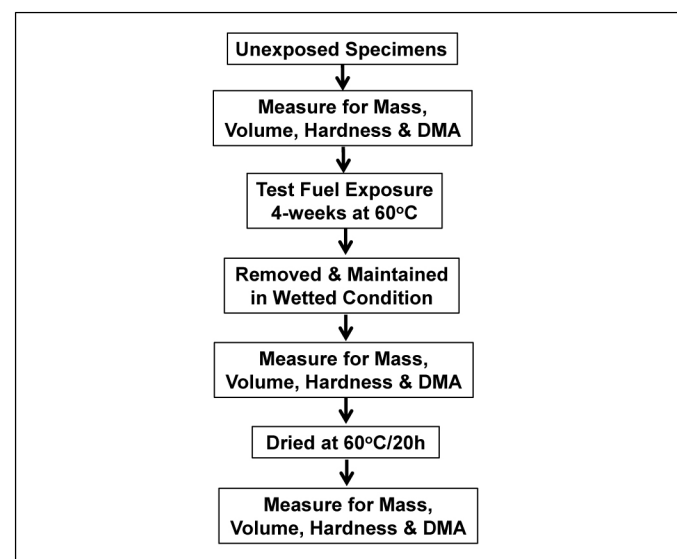 Unexposed Specimens
Measure for Mass,
Volume, Hardness & DMA
Test Fuel Exposure
4-weeks at 60ºC
Removed & Maintained
in Wetted Condition
Measure for Mass,
Volume, Hardness & DMA
Dried at 60ºC/20h
Measure for Mass,
Volume, Hardness & DMA